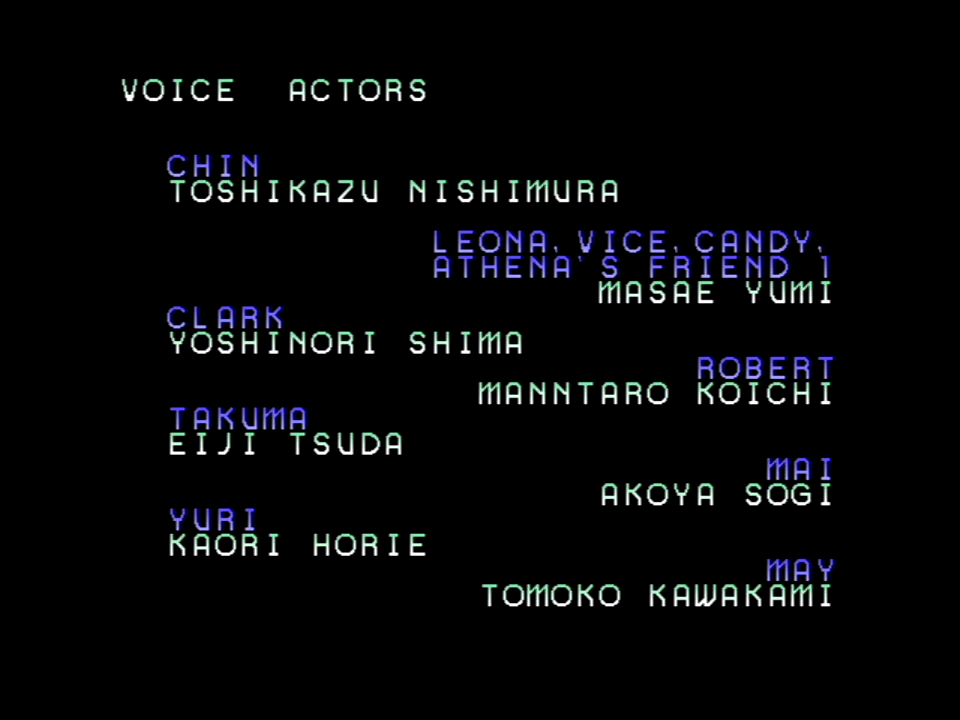 VOICE ACTORS
CHIN
TOSHIKAZU NISHIMURA
LEONA, VICE, CANDY,
ATHENA'S FRIEND 1
MASAE YUMI
CLARK
YOSHINORI SHIMA
ROBERT
MANNTARO KOICHI
TAKUMA
EIJI TSUDA
MAI
AKOYA SOGI
YURI
KAORI HORIE
MAY
TOMOKO KAWAKAMI